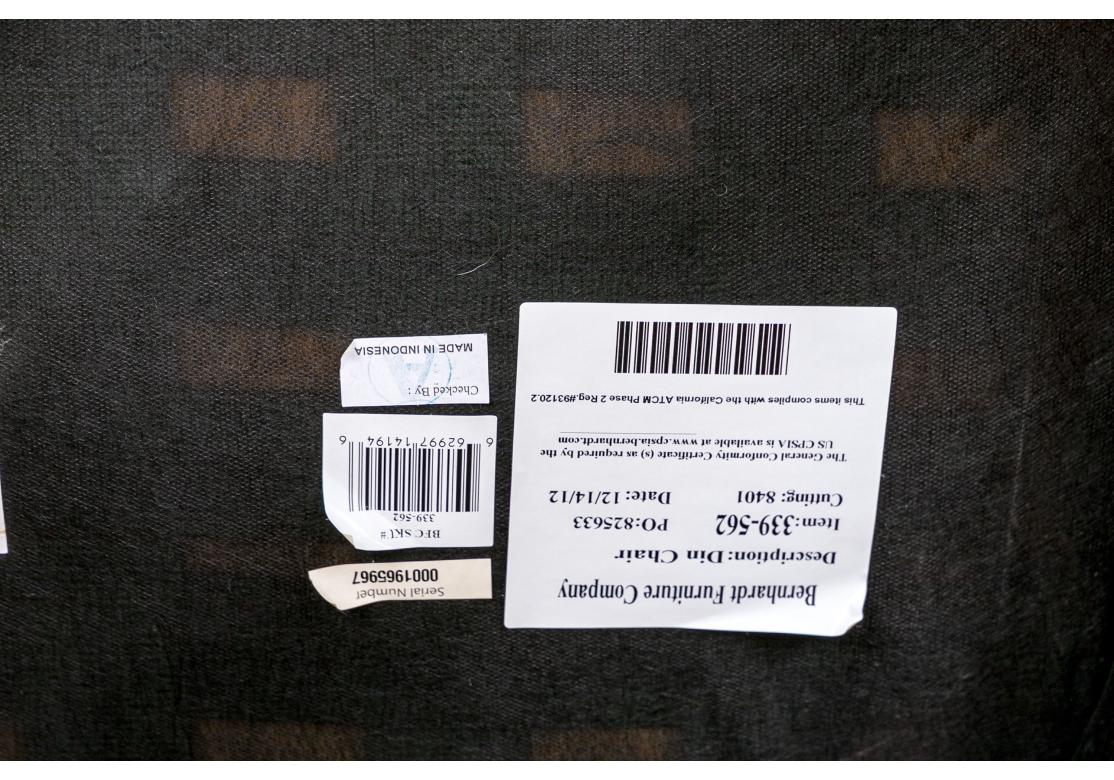 Bernhardt Furniture Company
Description: Din Chair
Item: 339-562 PO:825633
Cutting: 8401 Date: 12/14/12
The General Conformity Certificate (s) as required by the
US CPSIA is available at www.cpsia.bernhardt.com
This items complies with the California ATCM Phase 2 Reg.#93120.2
Serial Number
0001965967
BFC SKU#
339-562
6 62997 14194 6
Checked By :
MADE IN INDONESIA